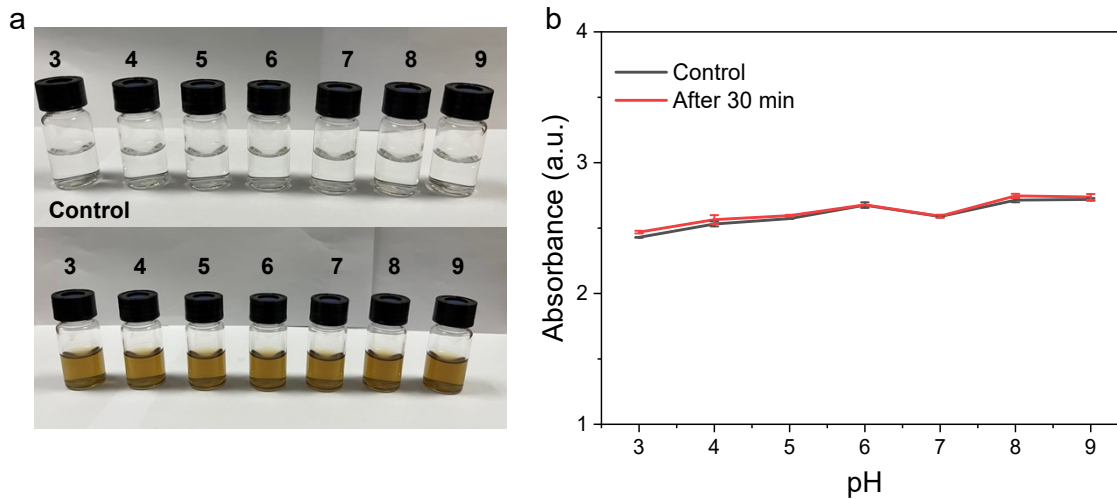 a
3 4 5 6 7 8 9
Control
3 4 5 6 7 8 9
b
Control
After 30 min
Absorbance (a.u.)
4
3
2
1
3 4 5 6 7 8 9
pH